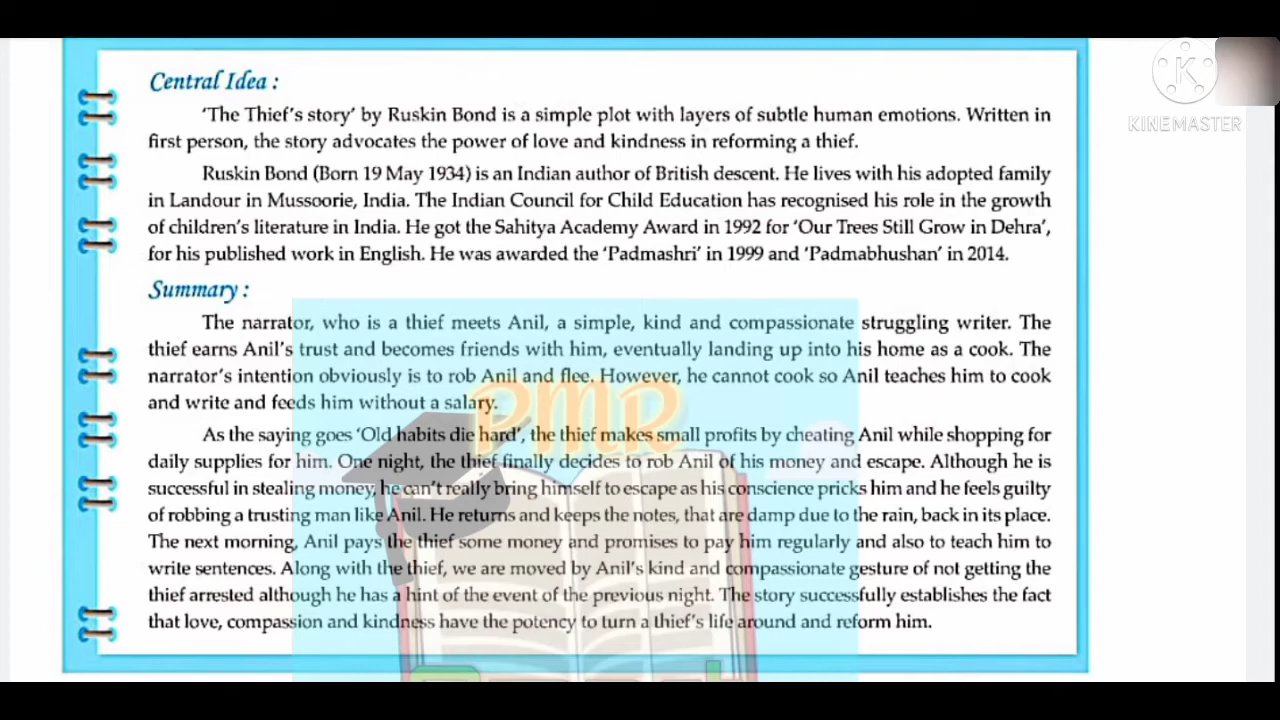 Central Idea :
'The Thief's story' by Ruskin Bond is a simple plot with layers of subtle human emotions. Written in
first person, the story advocates the power of love and kindness in reforming a thief.
Ruskin Bond (Born 19 May 1934) is an Indian author of British descent. He lives with his adopted family
in Landour in Mussoorie, India. The Indian Council for Child Education has recognised his role in the growth
of children's literature in India. He got the Sahitya Academy Award in 1992 for 'Our Trees Still Grow in Dehra',
for his published work in English. He was awarded the 'Padmashri' in 1999 and 'Padmabhushan' in 2014.
Summary :
The narrator, who is a thief meets Anil, a simple, kind and compassionate struggling writer. The
thief earns Anil's trust and becomes friends with him, eventually landing up into his home as a cook. The
narrator's intention obviously is to rob Anil and flee. However, he cannot cook so Anil teaches him to cook
and write and feeds him without a salary.
As the saying goes 'Old habits die hard', the thief makes small profits by cheating Anil while shopping for
daily supplies for him. One night, the thief finally decides to rob Anil of his money and escape. Although he is
successful in stealing money, he can't really bring himself to escape as his conscience pricks him and he feels guilty
of robbing a trusting man like Anil. He returns and keeps the notes, that are damp due to the rain, back in its place.
The next morning, Anil pays the thief some money and promises to pay him regularly and also to teach him to
write sentences. Along with the thief, we are moved by Anil's kind and compassionate gesture of not getting the
thief arrested although he has a hint of the event of the previous night. The story successfully establishes the fact
that love, compassion and kindness have the potency to turn a thief's life around and reform him.
PMR
K
KINEMASTER